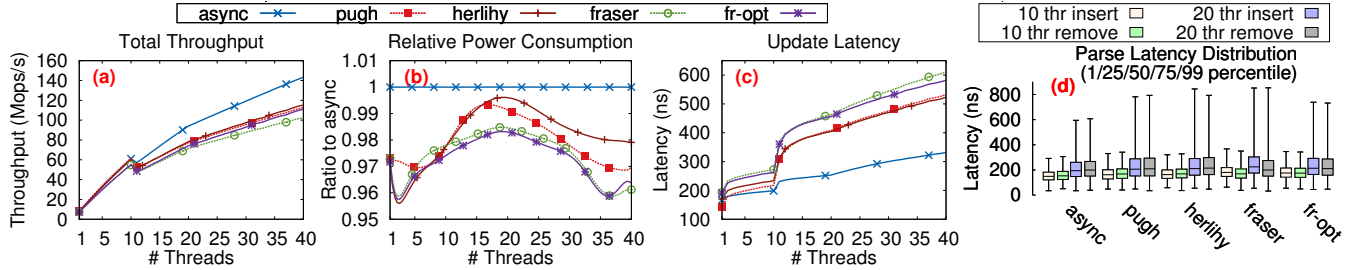 async pugh herlihy fraser fr-opt
10 thr insert 20 thr insert
10 thr remove 20 thr remove
Total Throughput
(a)
Throughput (Mops/s)
160
140
120
100
80
60
40
20
0
1 5 10 15 20 25 30 35 40
# Threads
Relative Power Consumption
(b)
Ratio to async
1.01
1
0.99
0.98
0.97
0.96
0.95
1 5 10 15 20 25 30 35 40
# Threads
Update Latency
(c)
Latency (ns)
600
500
400
300
200
100
1 5 10 15 20 25 30 35 40
# Threads
Parse Latency Distribution
(1/25/50/75/99 percentile)
(d)
Latency (ns)
800
600
400
200
0
async
pugh
herlihy
fraser
fr-opt